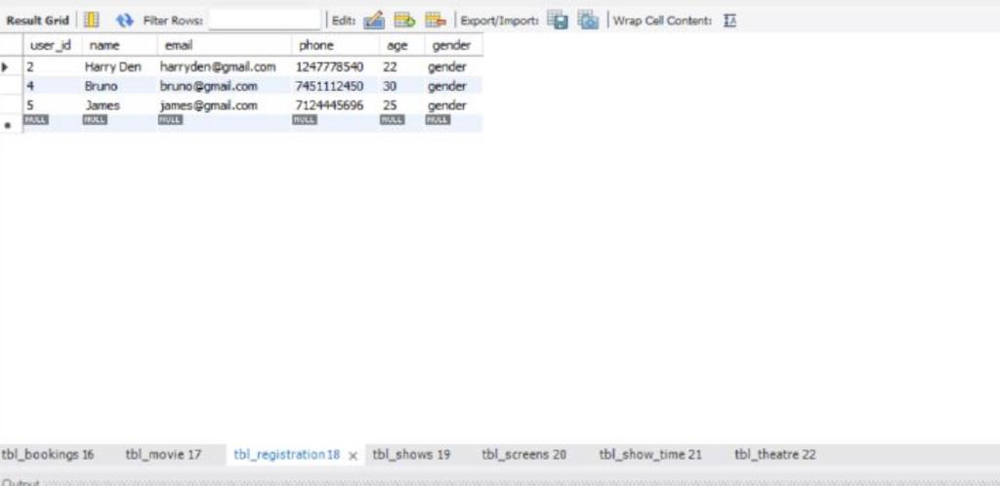 Result Grid Filter Rows: Edit: Export/Import: Wrap Cell Content:
user_id name email phone age gender
2 Harry Den harryden@gmail.com 1247778540 22 gender
4 Bruno bruno@gmail.com 7451112450 30 gender
5 James james@gmail.com 7124445696 25 gender
NULL NULL NULL NULL NULL NULL
tbl_bookings 16 tbl_movie 17 tbl_registration 18 tbl_shows 19 tbl_screens 20 tbl_show_time 21 tbl_theatre 22
Output